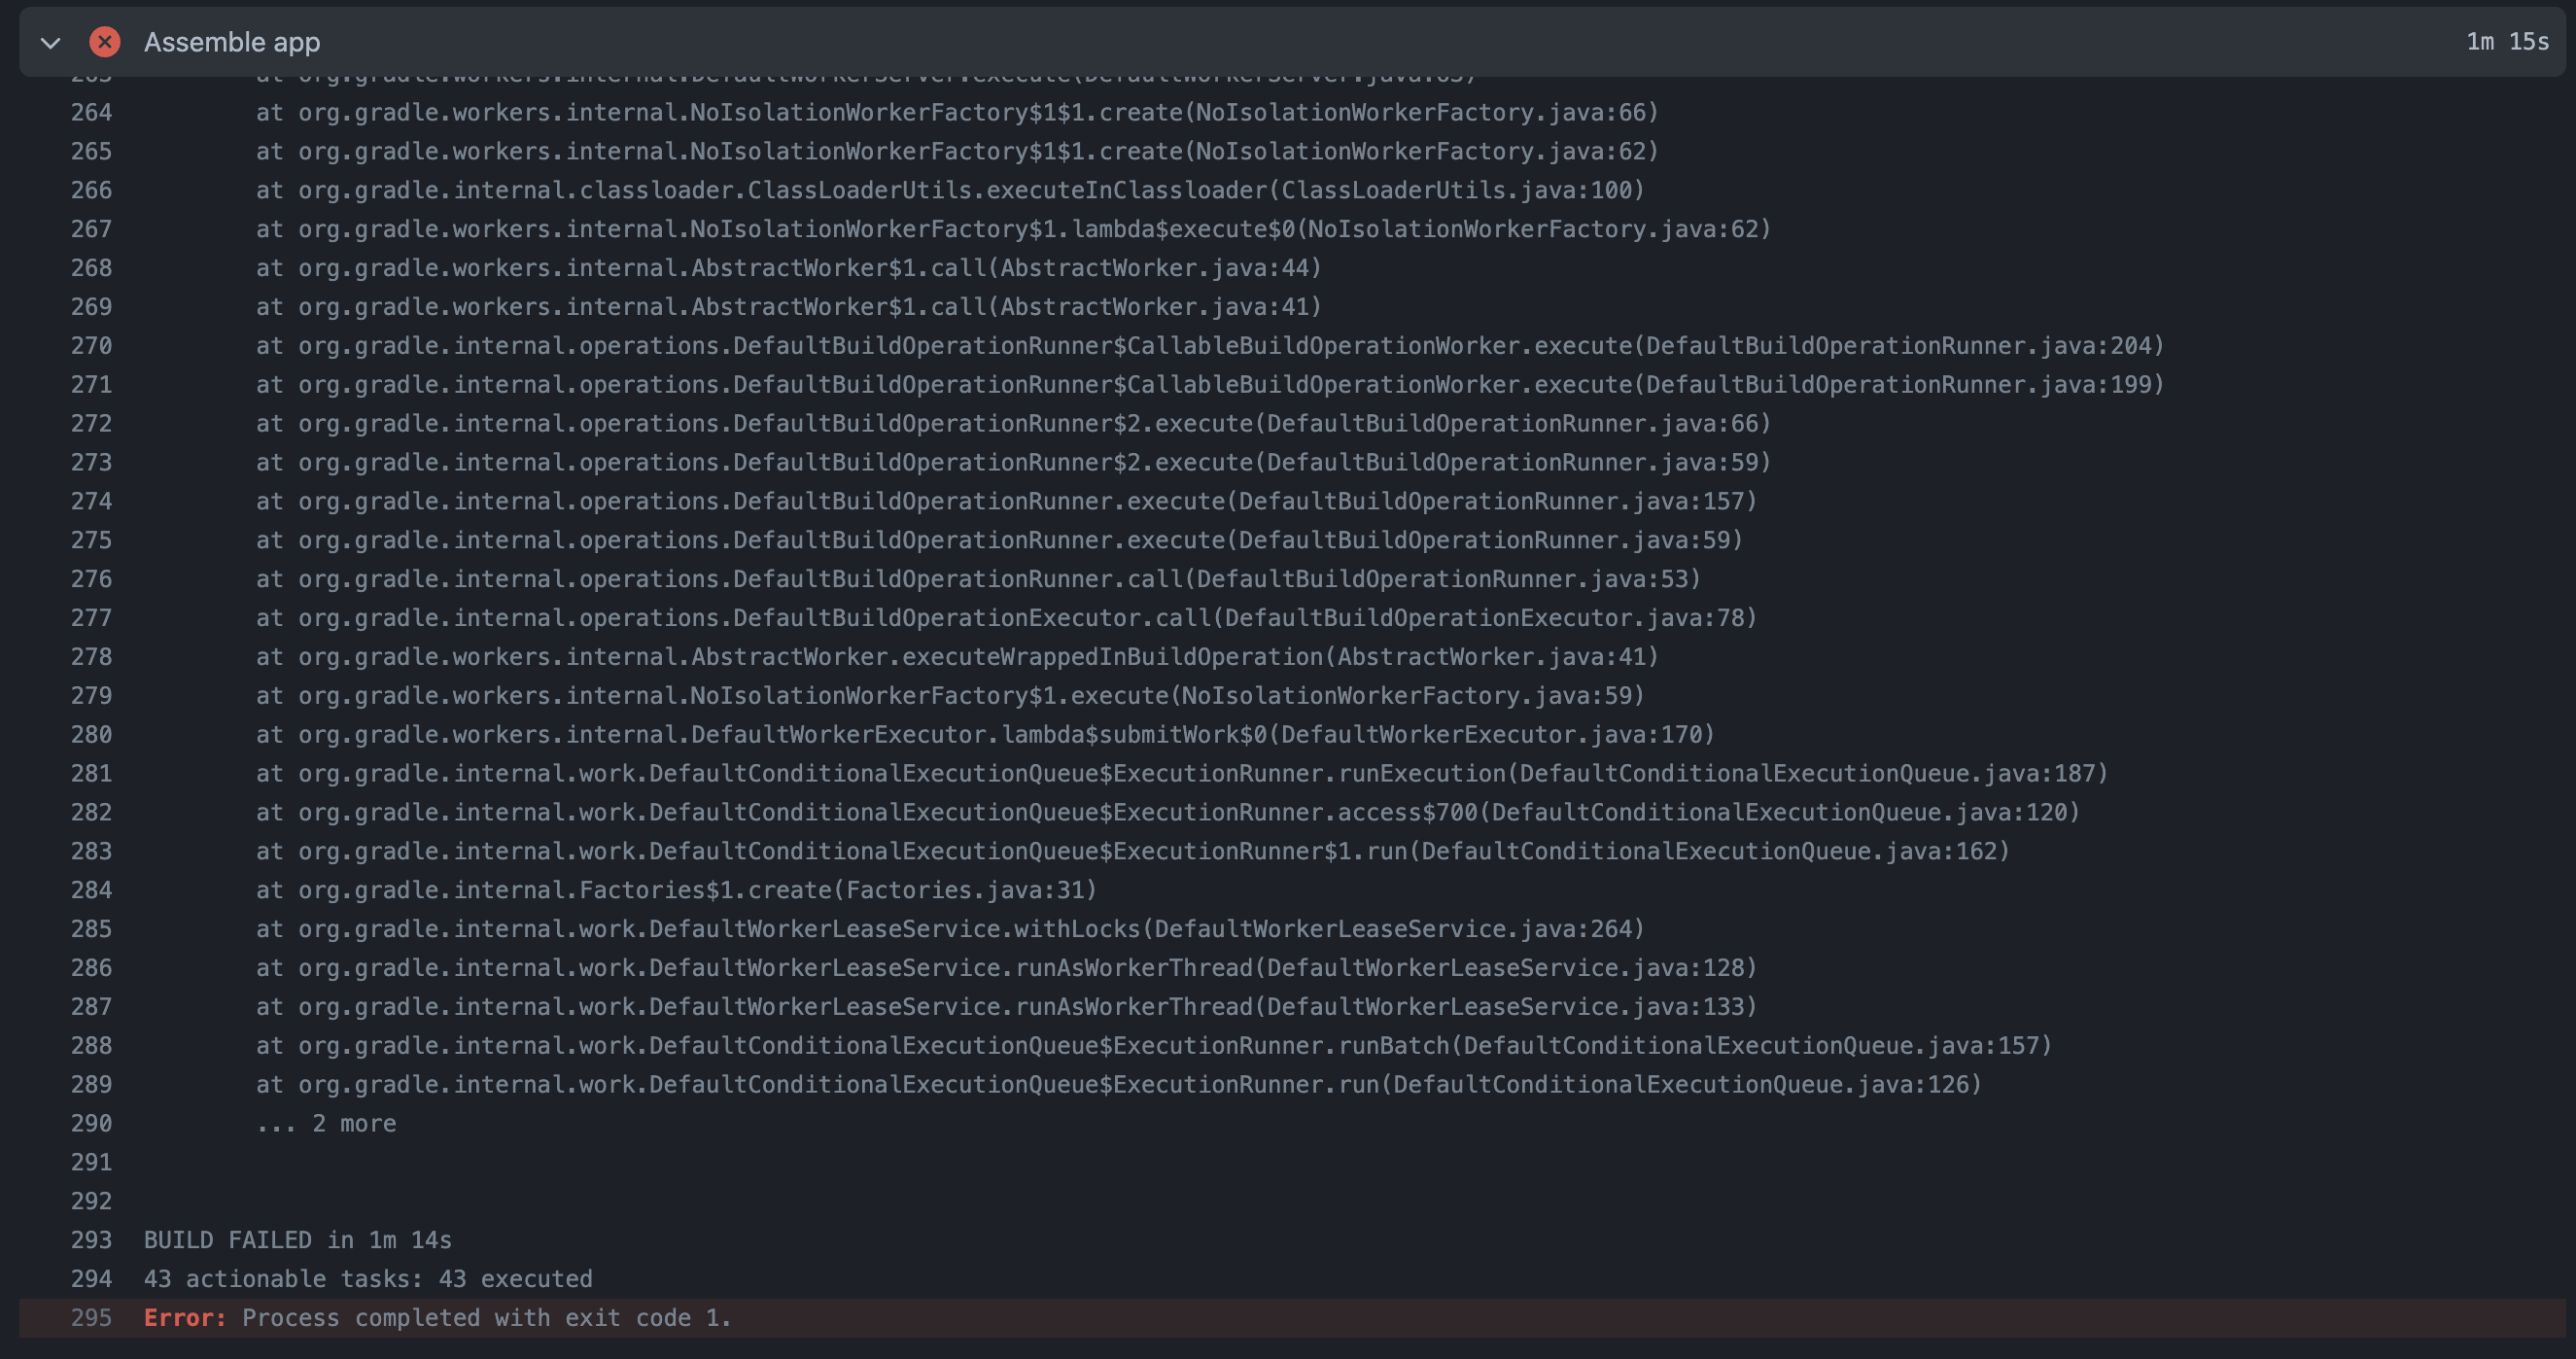 Assemble app
1m 15s
263 at org.gradle.workers.internal.DefaultWorkerServer.execute(DefaultWorkerServer.java:63)
264 at org.gradle.workers.internal.NoIsolationWorkerFactory$1$1.create(NoIsolationWorkerFactory.java:66)
265 at org.gradle.workers.internal.NoIsolationWorkerFactory$1$1.create(NoIsolationWorkerFactory.java:62)
266 at org.gradle.internal.classloader.ClassLoaderUtils.executeInClassloader(ClassLoaderUtils.java:100)
267 at org.gradle.workers.internal.NoIsolationWorkerFactory$1.lambda$execute$0(NoIsolationWorkerFactory.java:62)
268 at org.gradle.workers.internal.AbstractWorker$1.call(AbstractWorker.java:44)
269 at org.gradle.workers.internal.AbstractWorker$1.call(AbstractWorker.java:41)
270 at org.gradle.internal.operations.DefaultBuildOperationRunner$CallableBuildOperationWorker.execute(DefaultBuildOperationRunner.java:204)
271 at org.gradle.internal.operations.DefaultBuildOperationRunner$CallableBuildOperationWorker.execute(DefaultBuildOperationRunner.java:199)
272 at org.gradle.internal.operations.DefaultBuildOperationRunner$2.execute(DefaultBuildOperationRunner.java:66)
273 at org.gradle.internal.operations.DefaultBuildOperationRunner$2.execute(DefaultBuildOperationRunner.java:59)
274 at org.gradle.internal.operations.DefaultBuildOperationRunner.execute(DefaultBuildOperationRunner.java:157)
275 at org.gradle.internal.operations.DefaultBuildOperationRunner.execute(DefaultBuildOperationRunner.java:59)
276 at org.gradle.internal.operations.DefaultBuildOperationRunner.call(DefaultBuildOperationRunner.java:53)
277 at org.gradle.internal.operations.DefaultBuildOperationExecutor.call(DefaultBuildOperationExecutor.java:78)
278 at org.gradle.workers.internal.AbstractWorker.executeWrappedInBuildOperation(AbstractWorker.java:41)
279 at org.gradle.workers.internal.NoIsolationWorkerFactory$1.execute(NoIsolationWorkerFactory.java:59)
280 at org.gradle.workers.internal.DefaultWorkerExecutor.lambda$submitWork$0(DefaultWorkerExecutor.java:170)
281 at org.gradle.internal.work.DefaultConditionalExecutionQueue$ExecutionRunner.runExecution(DefaultConditionalExecutionQueue.java:187)
282 at org.gradle.internal.work.DefaultConditionalExecutionQueue$ExecutionRunner.access$700(DefaultConditionalExecutionQueue.java:120)
283 at org.gradle.internal.work.DefaultConditionalExecutionQueue$ExecutionRunner$1.run(DefaultConditionalExecutionQueue.java:162)
284 at org.gradle.internal.Factories$1.create(Factories.java:31)
285 at org.gradle.internal.work.DefaultWorkerLeaseService.withLocks(DefaultWorkerLeaseService.java:264)
286 at org.gradle.internal.work.DefaultWorkerLeaseService.runAsWorkerThread(DefaultWorkerLeaseService.java:128)
287 at org.gradle.internal.work.DefaultWorkerLeaseService.runAsWorkerThread(DefaultWorkerLeaseService.java:133)
288 at org.gradle.internal.work.DefaultConditionalExecutionQueue$ExecutionRunner.runBatch(DefaultConditionalExecutionQueue.java:157)
289 at org.gradle.internal.work.DefaultConditionalExecutionQueue$ExecutionRunner.run(DefaultConditionalExecutionQueue.java:126)
290 ... 2 more
291
292
293 BUILD FAILED in 1m 14s
294 43 actionable tasks: 43 executed
295 Error: Process completed with exit code 1.